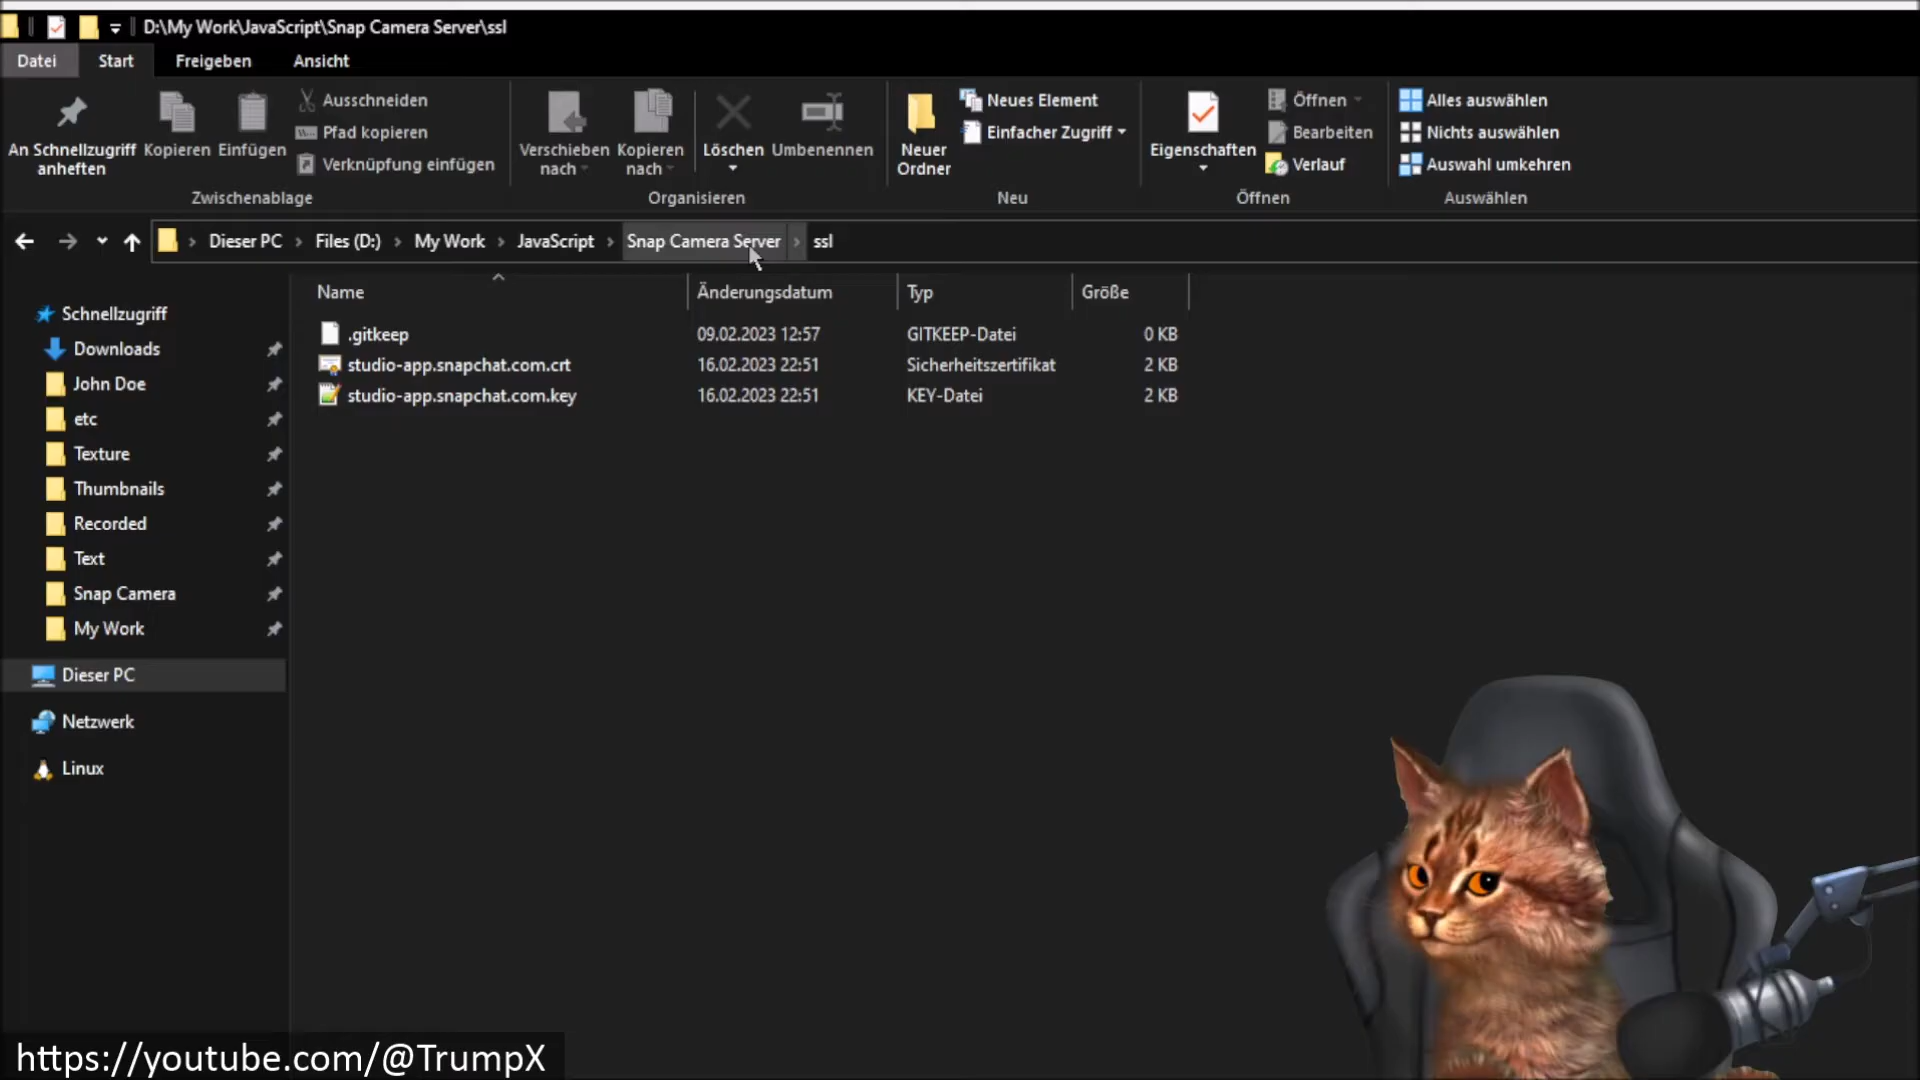 D:\My Work\JavaScript\Snap Camera Server\ssl
Datei Start Freigeben Ansicht
An Schnellzugriff anheften
Kopieren
Einfügen
Ausschneiden
Pfad kopieren
Verknüpfung einfügen
Zwischenablage
Verschieben nach
Kopieren nach
Löschen
Umbenennen
Organisieren
Neuer Ordner
Neues Element
Einfacher Zugriff
Neu
Eigenschaften
Öffnen
Bearbeiten
Verlauf
Öffnen
Alles auswählen
Nichts auswählen
Auswahl umkehren
Auswählen
Dieser PC Files (D:) My Work JavaScript Snap Camera Server ssl
Schnellzugriff
Downloads
John Doe
etc
Texture
Thumbnails
Recorded
Text
Snap Camera
My Work
Dieser PC
Netzwerk
Linux
Name Änderungsdatum Typ Größe
.gitkeep 09.02.2023 12:57 GITKEEP-Datei 0 KB
studio-app.snapchat.com.crt 16.02.2023 22:51 Sicherheitszertifikat 2 KB
studio-app.snapchat.com.key 16.02.2023 22:51 KEY-Datei 2 KB
https://youtube.com/@TrumpX